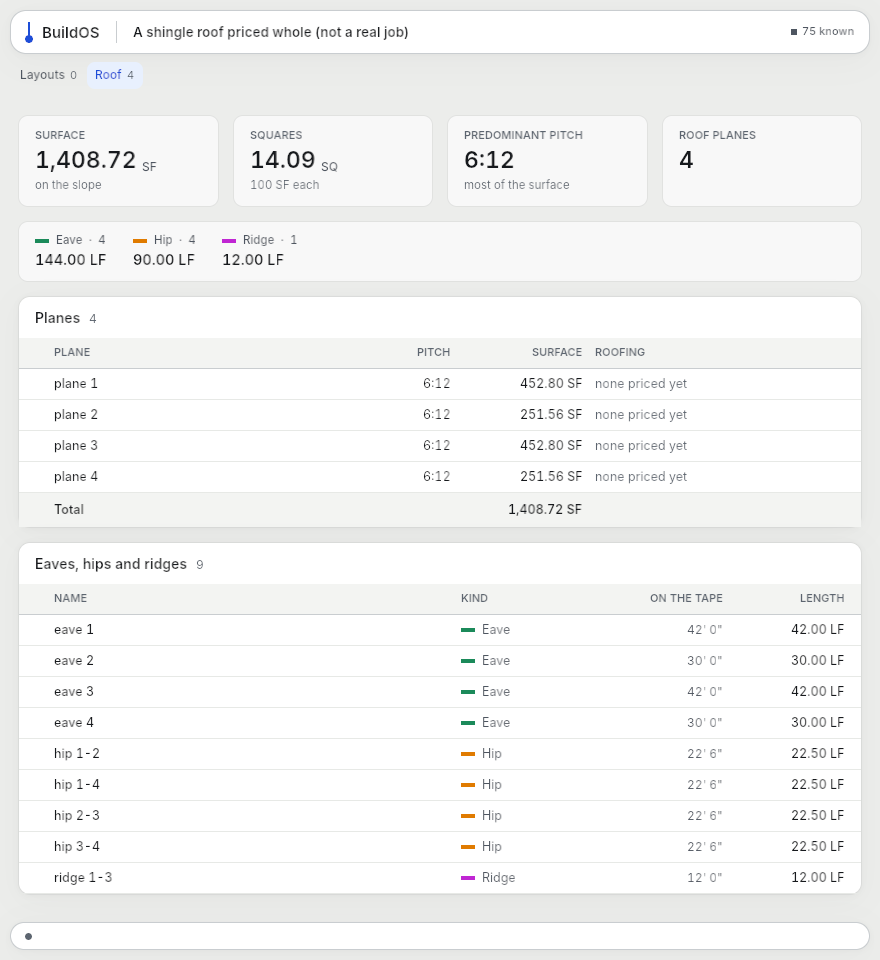 BuildOS
A shingle roof priced whole (not a real job)
75 known
Layouts 0
Roof 4
SURFACE
1,408.72 SF
on the slope
SQUARES
14.09 SQ
100 SF each
PREDOMINANT PITCH
6:12
most of the surface
ROOF PLANES
4
Eave · 4
144.00 LF
Hip · 4
90.00 LF
Ridge · 1
12.00 LF
Planes 4
PLANE PITCH SURFACE ROOFING
plane 1 6:12 452.80 SF none priced yet
plane 2 6:12 251.56 SF none priced yet
plane 3 6:12 452.80 SF none priced yet
plane 4 6:12 251.56 SF none priced yet
Total 1,408.72 SF
Eaves, hips and ridges 9
NAME KIND ON THE TAPE LENGTH
eave 1 Eave 42' 0" 42.00 LF
eave 2 Eave 30' 0" 30.00 LF
eave 3 Eave 42' 0" 42.00 LF
eave 4 Eave 30' 0" 30.00 LF
hip 1-2 Hip 22' 6" 22.50 LF
hip 1-4 Hip 22' 6" 22.50 LF
hip 2-3 Hip 22' 6" 22.50 LF
hip 3-4 Hip 22' 6" 22.50 LF
ridge 1-3 Ridge 12' 0" 12.00 LF